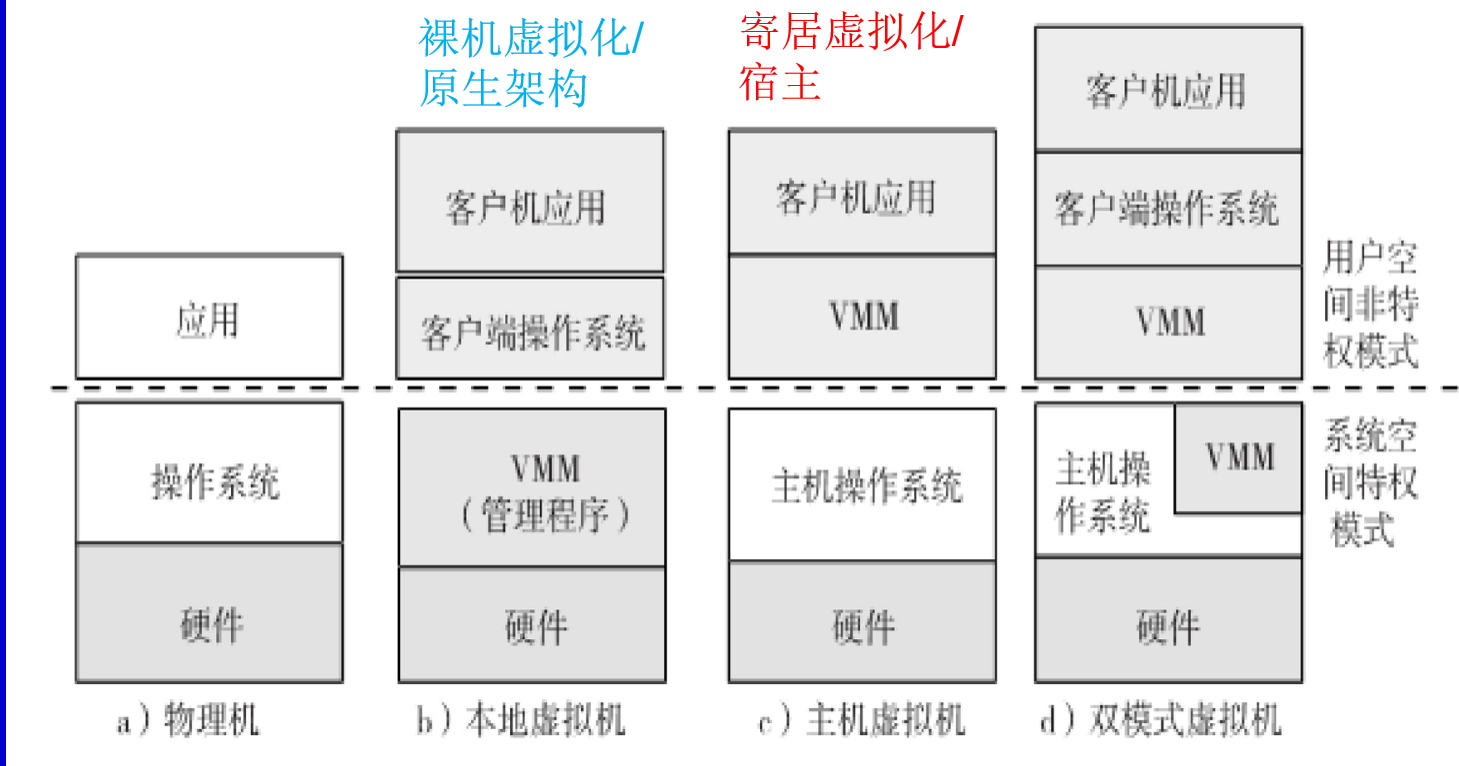 裸机虚拟化/
原生架构
寄居虚拟化/
宿主
应用
操作系统
硬件
a）物理机
客户机应用
客户端操作系统
VMM
（管理程序）
硬件
b）本地虚拟机
客户机应用
VMM
主机操作系统
硬件
c）主机虚拟机
客户机应用
客户端操作系统
VMM
主机操
作系统
VMM
硬件
d）双模式虚拟机
用户空
间非特
权模式
系统空
间特权
模式